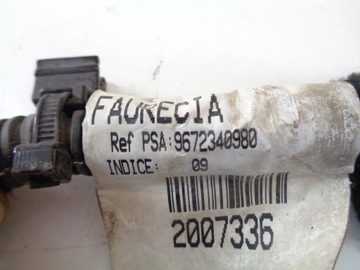 FAURECIA
Ref PSA:9672340980
INDICE: 09
2007336